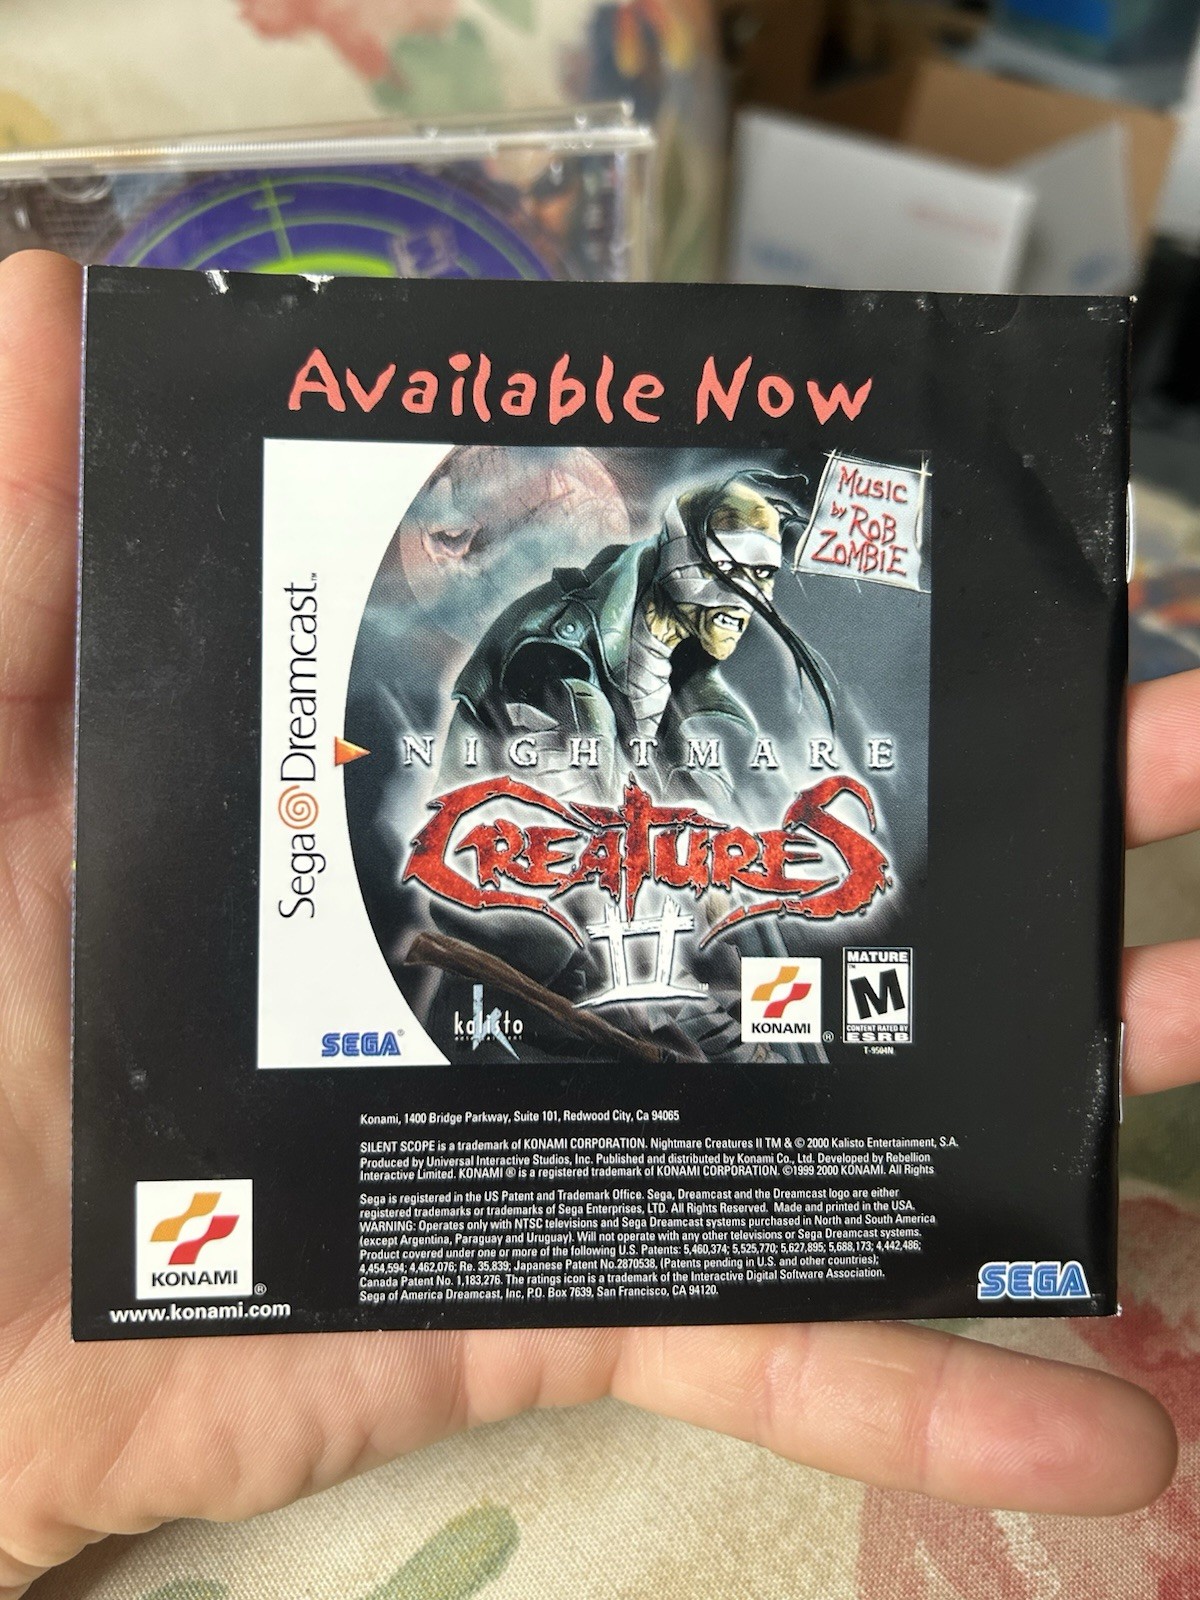 Available Now
MUSIC
by ROB
ZOMBIE
Sega Dreamcast™
NIGHTMARE
CREATURES
II ™
MATURE
M
CONTENT RATED BY
ESRB
T-9504N
KONAMI ®
SEGA®
kalisto
entertainment
Konami, 1400 Bridge Parkway, Suite 101, Redwood City, Ca 94065
SILENT SCOPE is a trademark of KONAMI CORPORATION. Nightmare Creatures II TM & © 2000 Kalisto Entertainment, S.A.
Produced by Universal Interactive Studios, Inc. Published and distributed by Konami Co., Ltd. Developed by Rebellion
Interactive Limited. KONAMI ® is a registered trademark of KONAMI CORPORATION. ©1999 2000 KONAMI. All Rights
Sega is registered in the US Patent and Trademark Office. Sega, Dreamcast and the Dreamcast logo are either
registered trademarks or trademarks of Sega Enterprises, LTD. All Rights Reserved. Made and printed in the USA.
WARNING: Operates only with NTSC televisions and Sega Dreamcast systems purchased in North and South America
(except Argentina, Paraguay and Uruguay). Will not operate with any other televisions or Sega Dreamcast systems.
Product covered under one or more of the following U.S. Patents: 5,460,374; 5,525,770; 5,627,895; 5,688,173; 4,442,486;
4,454,594; 4,462,076; Re. 35,839; Japanese Patent No.2870538, (Patents pending in U.S. and other countries);
Canada Patent No. 1,183,276. The ratings icon is a trademark of the Interactive Digital Software Association.
Sega of America Dreamcast, Inc, P.O. Box 7639, San Francisco, CA 94120.
KONAMI ®
www.konami.com
SEGA